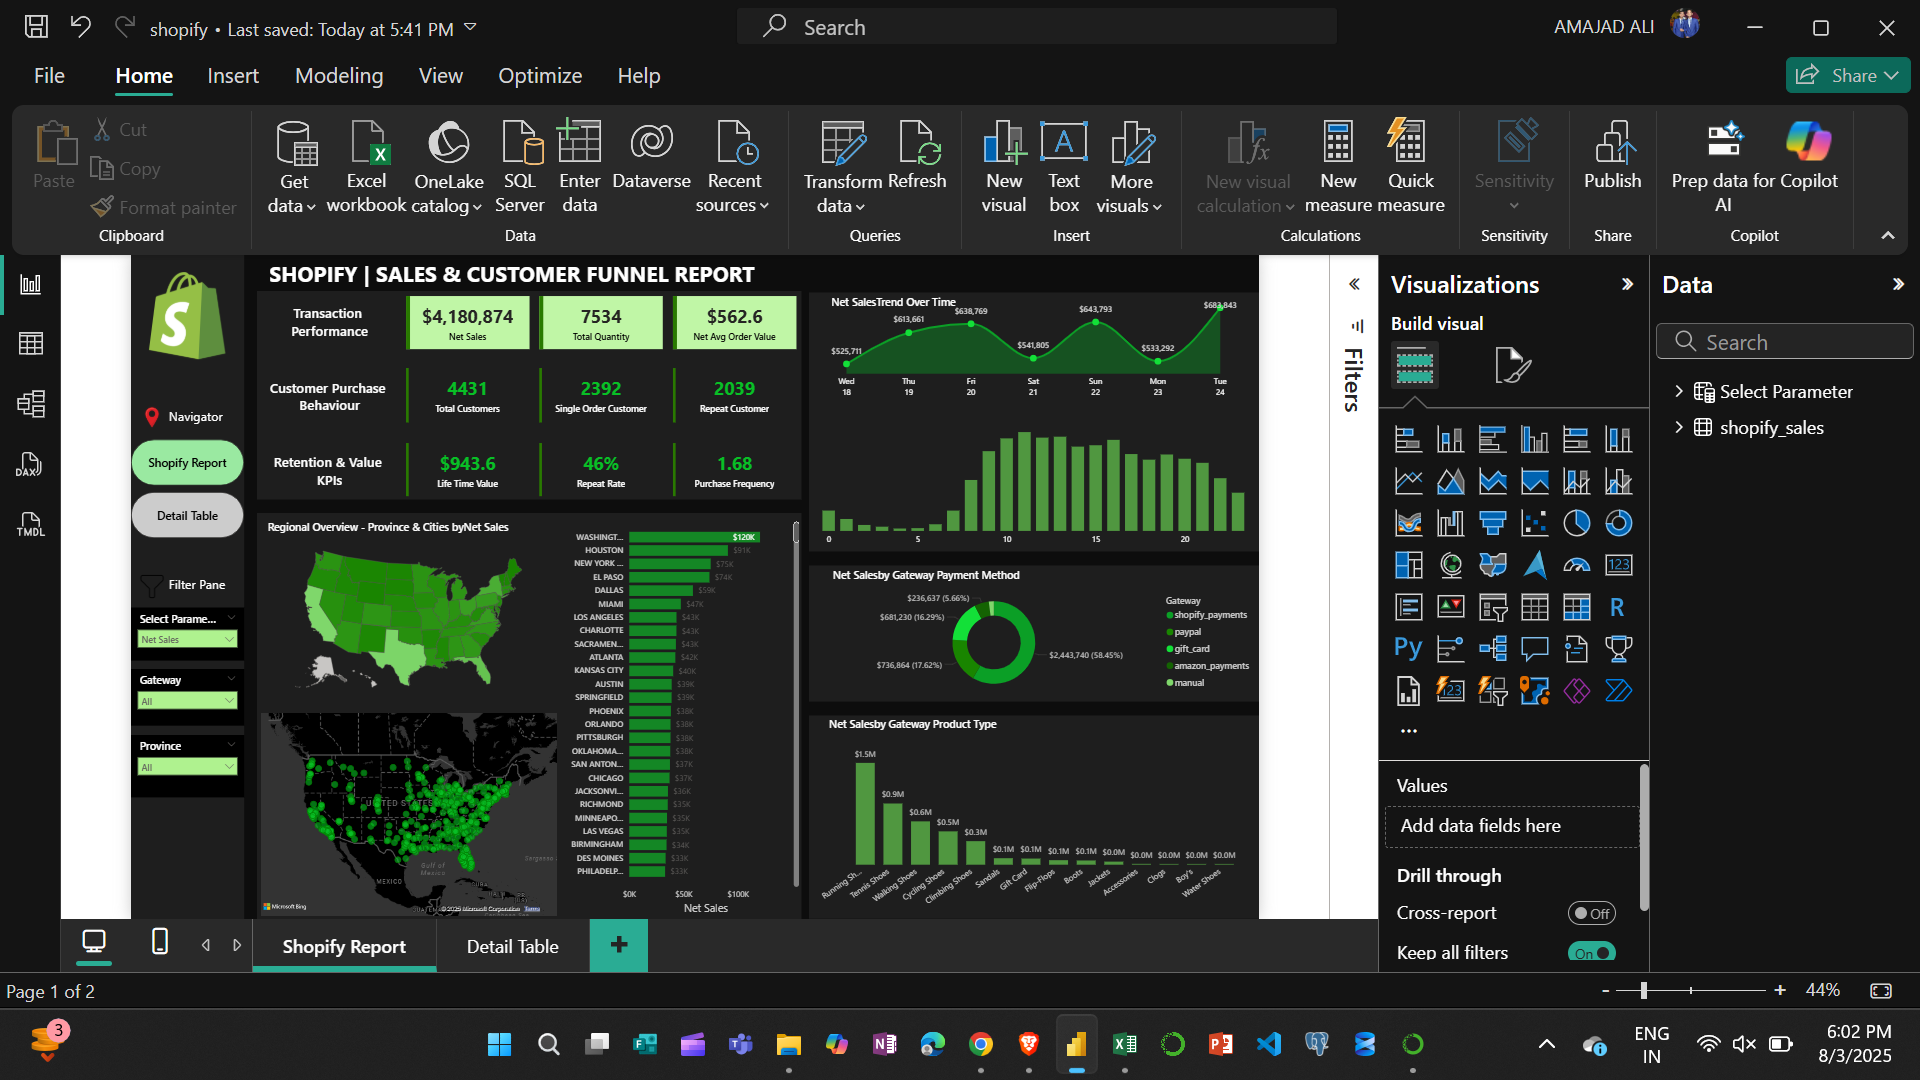 shopify • Last saved: Today at 5:41 PM
Search
AMAJAD ALI
File Home Insert Modeling View Optimize Help
Share
Paste
Cut
Copy
Format painter
Clipboard
Get data
Excel workbook
OneLake catalog
SQL Server
Enter data
Dataverse
Recent sources
Data
Transform data
Refresh
Queries
New visual
Text box
More visuals
Insert
New visual calculation
New measure
Quick measure
Calculations
Sensitivity
Sensitivity
Publish
Share
Prep data for AI
Copilot
Copilot
DAX
TMDL
SHOPIFY | SALES & CUSTOMER FUNNEL REPORT
Navigator
Shopify Report
Detail Table
Filter Pane
Select Parame...
Net Sales
Gateway
All
Province
All
Transaction Performance
$4,180,874
Net Sales
7534
Total Quantity
$562.6
Net Avg Order Value
Customer Purchase Behaviour
4431
Total Customers
2392
Single Order Customer
2039
Repeat Customer
Retention & Value KPIs
$943.6
Life Time Value
46%
Repeat Rate
1.68
Purchase Frequency
Regional Overview - Province & Cities byNet Sales
WASHINGT... $120K
HOUSTON $91K
NEW YORK ... $75K
EL PASO $74K
DALLAS $59K
MIAMI $47K
LOS ANGELES $43K
CHARLOTTE $43K
SACRAMEN... $43K
ATLANTA $42K
KANSAS CITY $40K
AUSTIN $39K
SPRINGFIELD $39K
PHOENIX $38K
ORLANDO $38K
PITTSBURGH $38K
OKLAHOMA... $38K
SAN ANTON... $37K
CHICAGO $37K
JACKSONVI... $36K
RICHMOND $35K
MINNEAPO... $35K
LAS VEGAS $35K
BIRMINGHAM $34K
DES MOINES $33K
PHILADELP... $33K
$0K $50K $100K
Net Sales
UNITED STATES
Gulf of Mexico
MEXICO
CUBA
Microsoft Bing
© 2025 Microsoft Corporation Terms
Net SalesTrend Over Time
$525,711
$613,661
$638,769
$541,805
$643,793
$533,292
$683,843
Wed 18
Thu 19
Fri 20
Sat 21
Sun 22
Mon 23
Tue 24
0 5 10 15 20
Net Salesby Gateway Payment Method
$236,637 (5.66%)
$681,230 (16.29%)
$736,864 (17.62%)
$2,443,740 (58.45%)
Gateway
shopify_payments
paypal
gift_card
amazon_payments
manual
Net Salesby Gateway Product Type
$1.5M $0.9M $0.6M $0.5M $0.3M $0.1M $0.1M $0.1M $0.1M $0.0M $0.0M $0.0M $0.0M $0.0M
Running Sh... Tennis Shoes Walking Shoes Cycling Shoes Climbing Shoes Sandals Gift Card Flip-Flops Boots Jackets Accessories Clogs Boy's Water Shoes
Filters
Visualizations
Build visual
123
R
Py
123
...
Values
Add data fields here
Drill through
Cross-report
Off
Keep all filters
On
Data
Search
Select Parameter
shopify_sales
Shopify Report
Detail Table
+
Page 1 of 2
- + 44%
3
ENG
IN
6:02 PM
8/3/2025